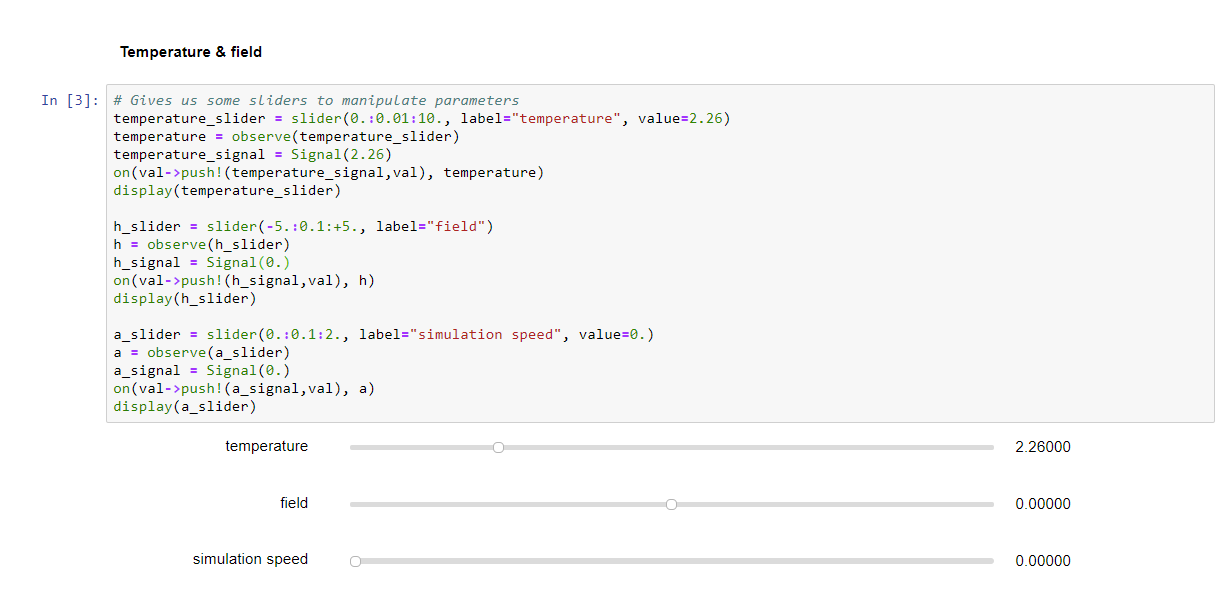 Temperature & field
In [3]:
# Gives us some sliders to manipulate parameters
temperature_slider = slider(0.:0.01:10., label="temperature", value=2.26)
temperature = observe(temperature_slider)
temperature_signal = Signal(2.26)
on(val->push!(temperature_signal,val), temperature)
display(temperature_slider)
h_slider = slider(-5.:0.1:+5., label="field")
h = observe(h_slider)
h_signal = Signal(0.)
on(val->push!(h_signal,val), h)
display(h_slider)
a_slider = slider(0.:0.1:2., label="simulation speed", value=0.)
a = observe(a_slider)
a_signal = Signal(0.)
on(val->push!(a_signal,val), a)
display(a_slider)
temperature 2.26000
field 0.00000
simulation speed 0.00000